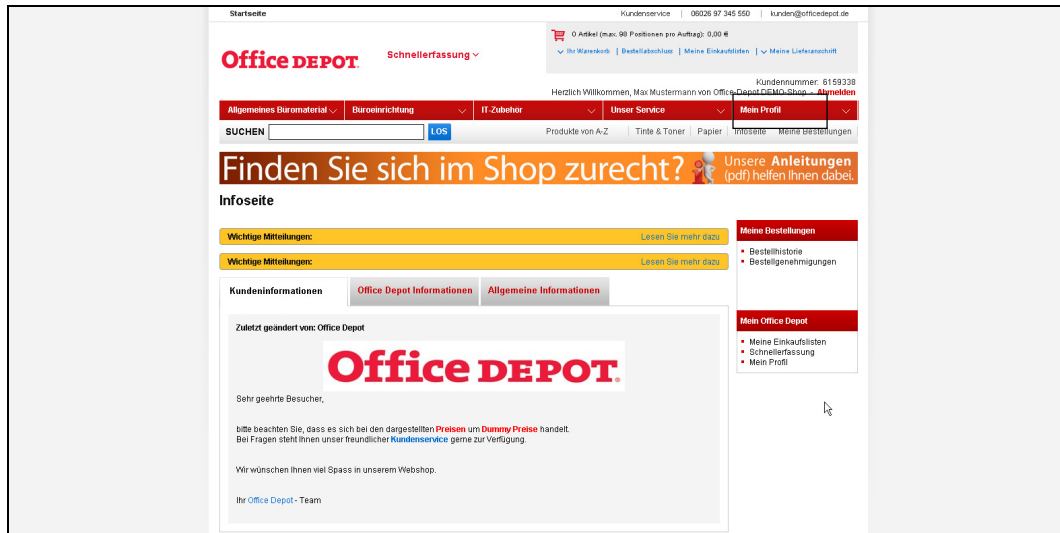 Startseite Kundenservice | 06026 97 345 550 | kunden@officedepot.de
0 Artikel (max. 98 Positionen pro Auftrag): 0,00 €
Ihr Warenkorb | Bestellabschluss | Meine Einkaufslisten | Meine Lieferanschrift
Office DEPOT. Schnellerfassung
Kundennummer: 6159338
Herzlich Willkommen, Max Mustermann von Office-Depot DEMO-Shop - Abmelden
Allgemeines Büromaterial Büroeinrichtung IT-Zubehör Unser Service Mein Profil
SUCHEN LOS Produkte von A-Z | Tinte & Toner | Papier | Infoseite Meine Bestellungen
Finden Sie sich im Shop zurecht? Unsere Anleitungen
(pdf) helfen Ihnen dabei.
Infoseite
Wichtige Mitteilungen: Lesen Sie mehr dazu
Wichtige Mitteilungen: Lesen Sie mehr dazu
Meine Bestellungen
Bestellhistorie
Bestellgenehmigungen
Kundeninformationen Office Depot Informationen Allgemeine Informationen
Zuletzt geändert von: Office Depot
Office DEPOT.
Sehr geehrte Besucher,
bitte beachten Sie, dass es sich bei den dargestellten Preisen um Dummy Preise handelt.
Bei Fragen steht Ihnen unser freundlicher Kundenservice gerne zur Verfügung.
Wir wünschen Ihnen viel Spass in unserem Webshop.
Ihr Office Depot - Team
Mein Office Depot
Meine Einkaufslisten
Schnellerfassung
Mein Profil